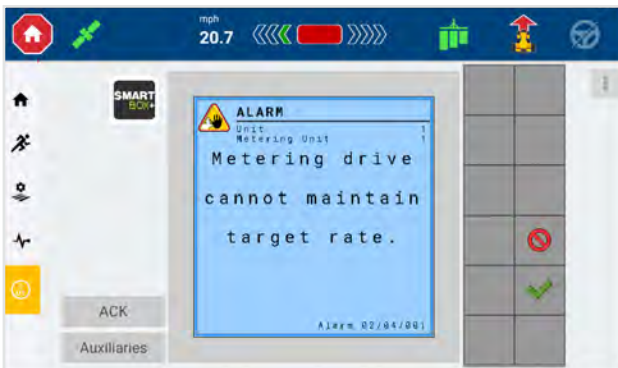 mph
20.7
SMART
BOX+
ALARM
Unit 1
Metering Unit 1
Metering drive
cannot maintain
target rate.
Alarm 02/04/001
ACK
Auxiliaries